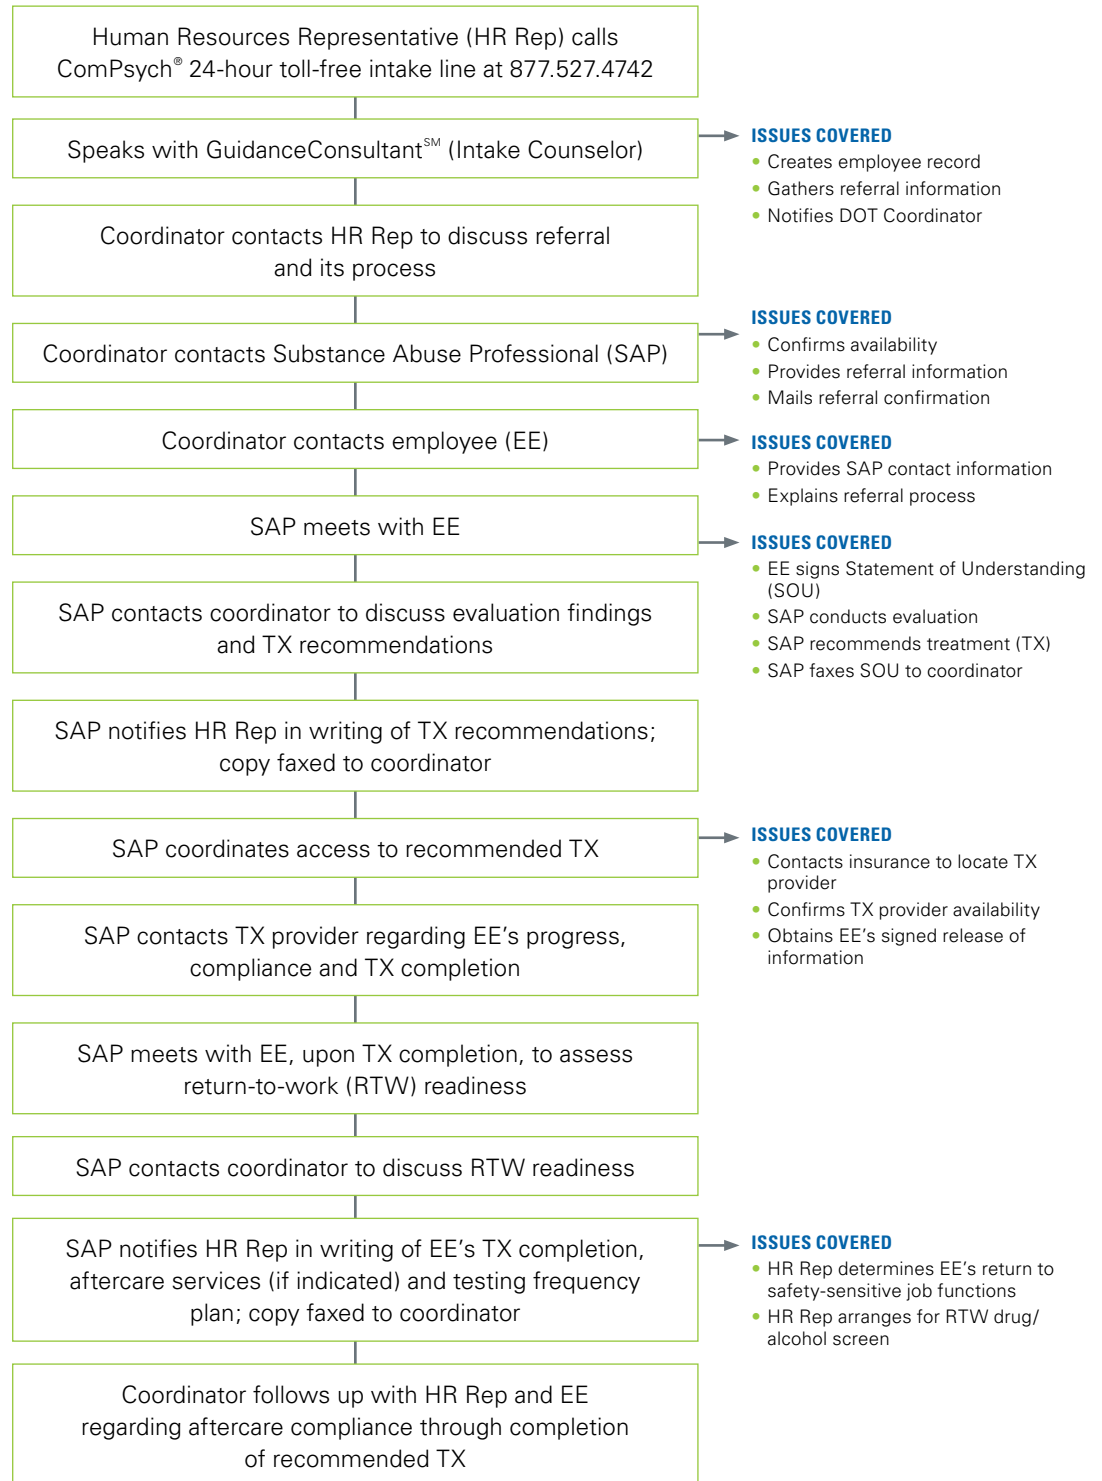 Human Resources Representative (HR Rep) calls
ComPsych® 24-hour toll-free intake line at 877.527.4742
Speaks with GuidanceConsultant℠ (Intake Counselor)
ISSUES COVERED
• Creates employee record
• Gathers referral information
• Notifies DOT Coordinator
Coordinator contacts HR Rep to discuss referral
and its process
Coordinator contacts Substance Abuse Professional (SAP)
ISSUES COVERED
• Confirms availability
• Provides referral information
• Mails referral confirmation
Coordinator contacts employee (EE)
ISSUES COVERED
• Provides SAP contact information
• Explains referral process
SAP meets with EE
ISSUES COVERED
• EE signs Statement of Understanding
(SOU)
• SAP conducts evaluation
• SAP recommends treatment (TX)
• SAP faxes SOU to coordinator
SAP contacts coordinator to discuss evaluation findings
and TX recommendations
SAP notifies HR Rep in writing of TX recommendations;
copy faxed to coordinator
SAP coordinates access to recommended TX
ISSUES COVERED
• Contacts insurance to locate TX
provider
• Confirms TX provider availability
• Obtains EE's signed release of
information
SAP contacts TX provider regarding EE's progress,
compliance and TX completion
SAP meets with EE, upon TX completion, to assess
return-to-work (RTW) readiness
SAP contacts coordinator to discuss RTW readiness
SAP notifies HR Rep in writing of EE's TX completion,
aftercare services (if indicated) and testing frequency
plan; copy faxed to coordinator
ISSUES COVERED
• HR Rep determines EE's return to
safety-sensitive job functions
• HR Rep arranges for RTW drug/
alcohol screen
Coordinator follows up with HR Rep and EE
regarding aftercare compliance through completion
of recommended TX